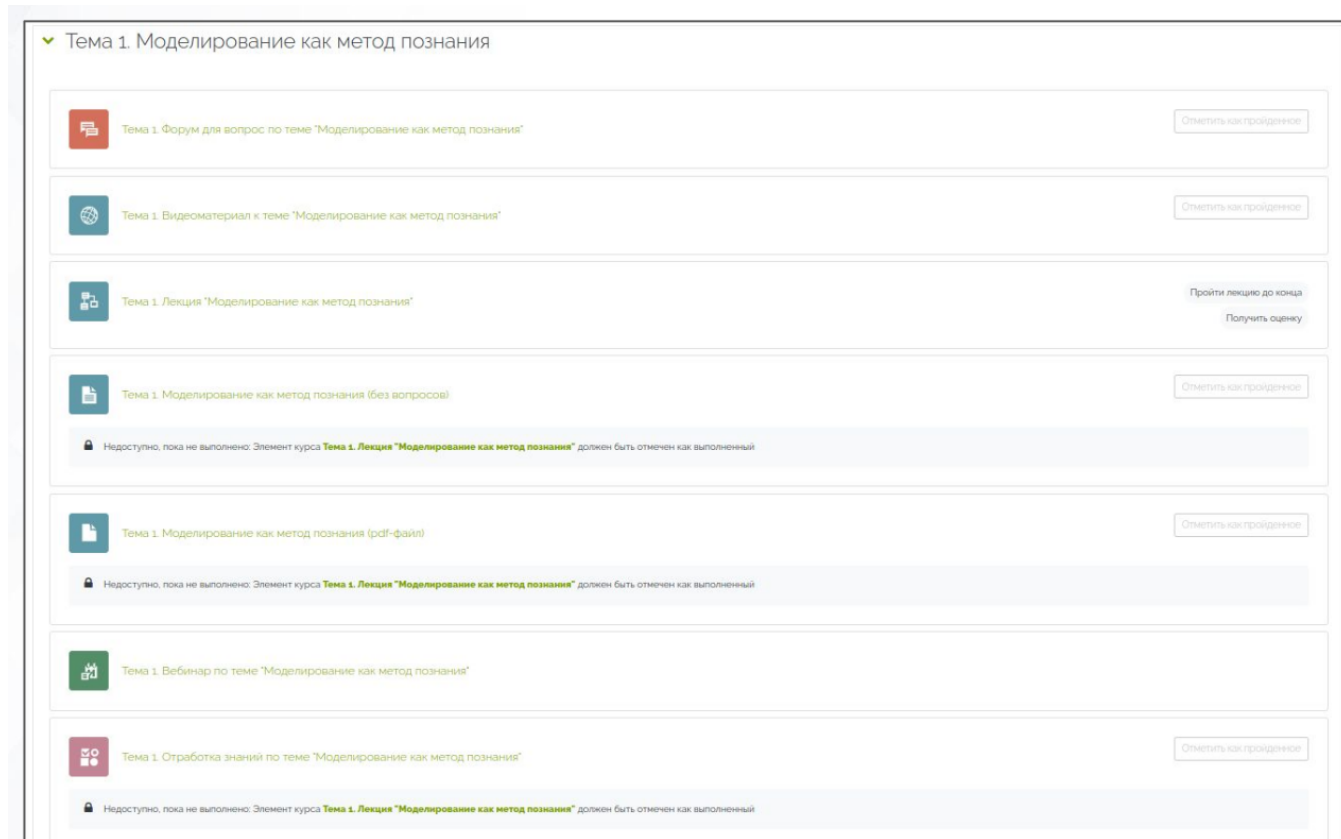 Тема 1. Моделирование как метод познания
Тема 1. Форум для вопрос по теме "Моделирование как метод познания"
Отметить как пройденное
Тема 1. Видеоматериал к теме "Моделирование как метод познания"
Отметить как пройденное
Тема 1. Лекция "Моделирование как метод познания"
Пройти лекцию до конца
Получить оценку
Тема 1. Моделирование как метод познания (без вопросов)
Отметить как пройденное
Недоступно, пока не выполнено: Элемент курса Тема 1. Лекция "Моделирование как метод познания" должен быть отмечен как выполненный
Тема 1. Моделирование как метод познания (pdf-файл)
Отметить как пройденное
Недоступно, пока не выполнено: Элемент курса Тема 1. Лекция "Моделирование как метод познания" должен быть отмечен как выполненный
Тема 1. Вебинар по теме "Моделирование как метод познания"
Тема 1. Отработка знаний по теме "Моделирование как метод познания"
Отметить как пройденное
Недоступно, пока не выполнено: Элемент курса Тема 1. Лекция "Моделирование как метод познания" должен быть отмечен как выполненный